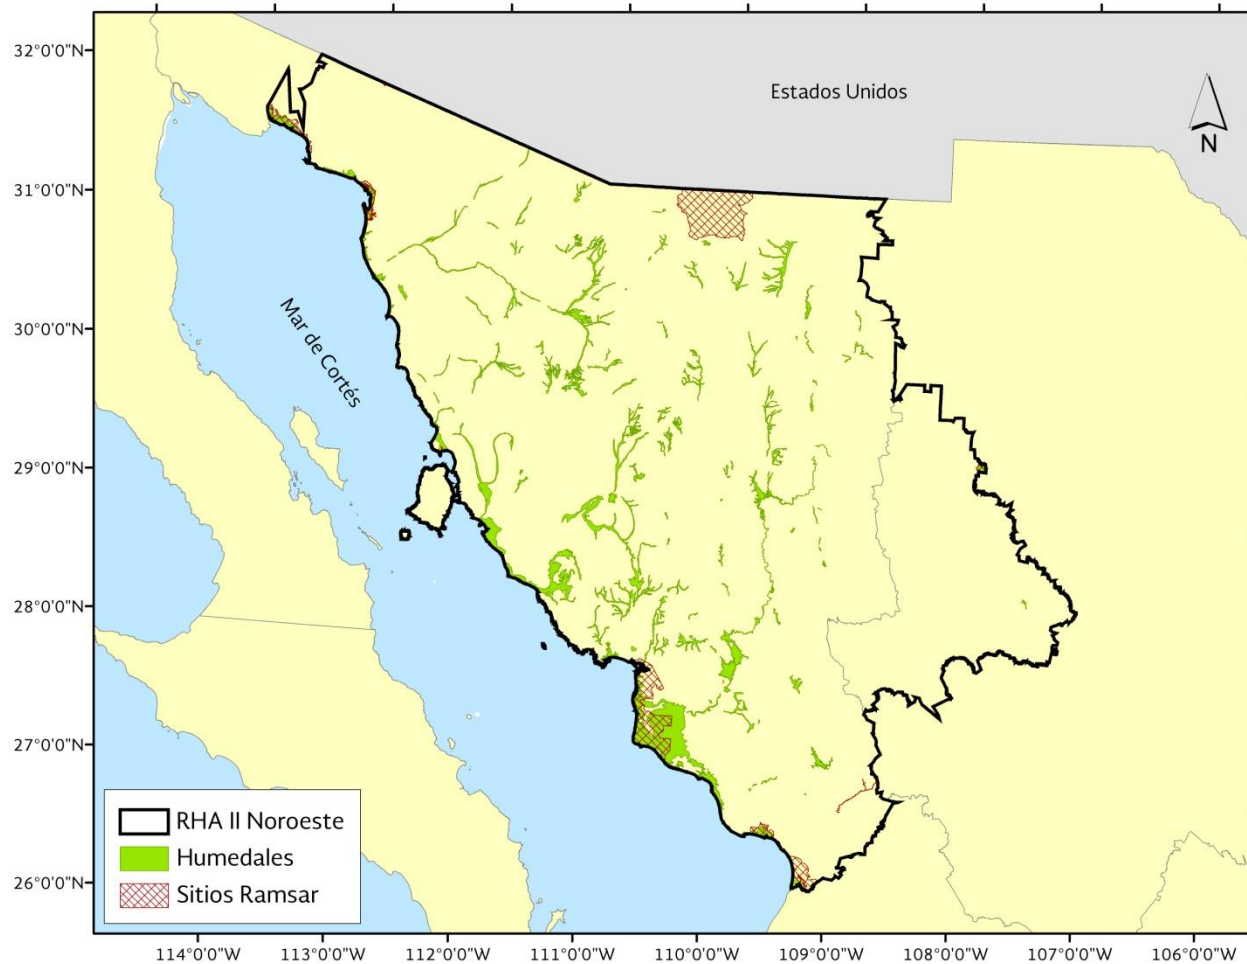 32°0'0"N
31°0'0"N
30°0'0"N
29°0'0"N
28°0'0"N
27°0'0"N
26°0'0"N
Estados Unidos
N
Mar de Cortés
RHA II Noroeste
Humedales
Sitios Ramsar
114°0'0"W
113°0'0"W
112°0'0"W
111°0'0"W
110°0'0"W
109°0'0"W
108°0'0"W
107°0'0"W
106°0'0"W